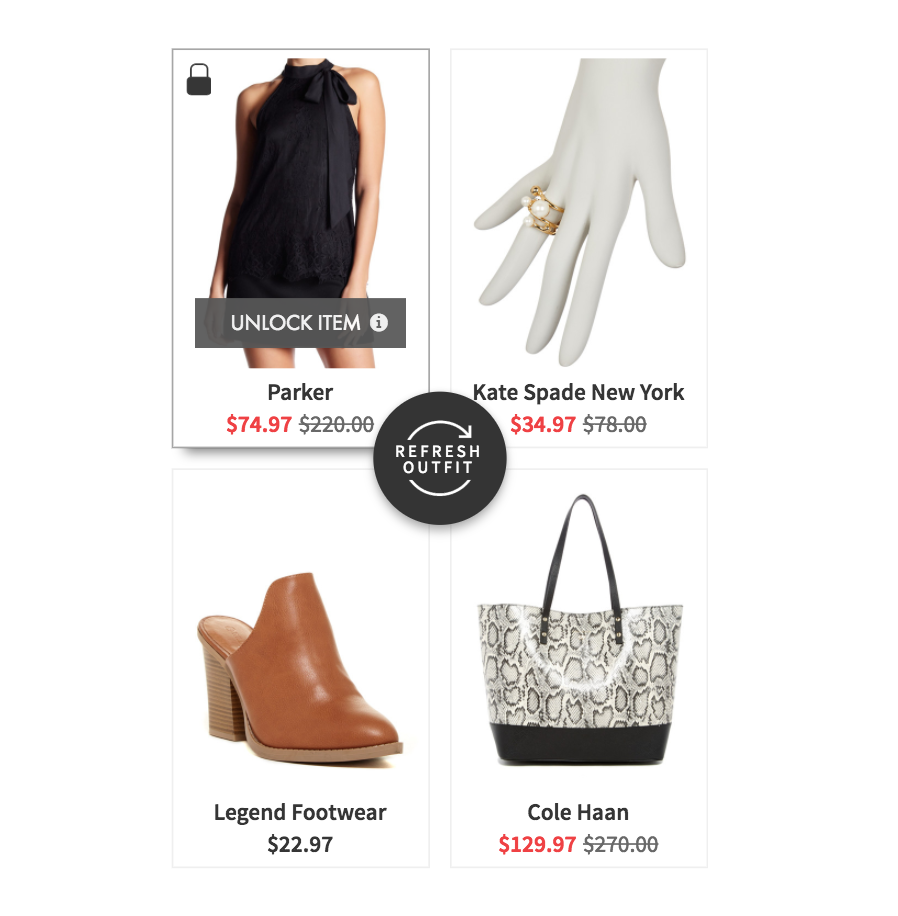 UNLOCK ITEM
Parker
$74.97 $220.00
Kate Spade New York
$34.97 $78.00
REFRESH
OUTFIT
Legend Footwear
$22.97
Cole Haan
$129.97 $270.00